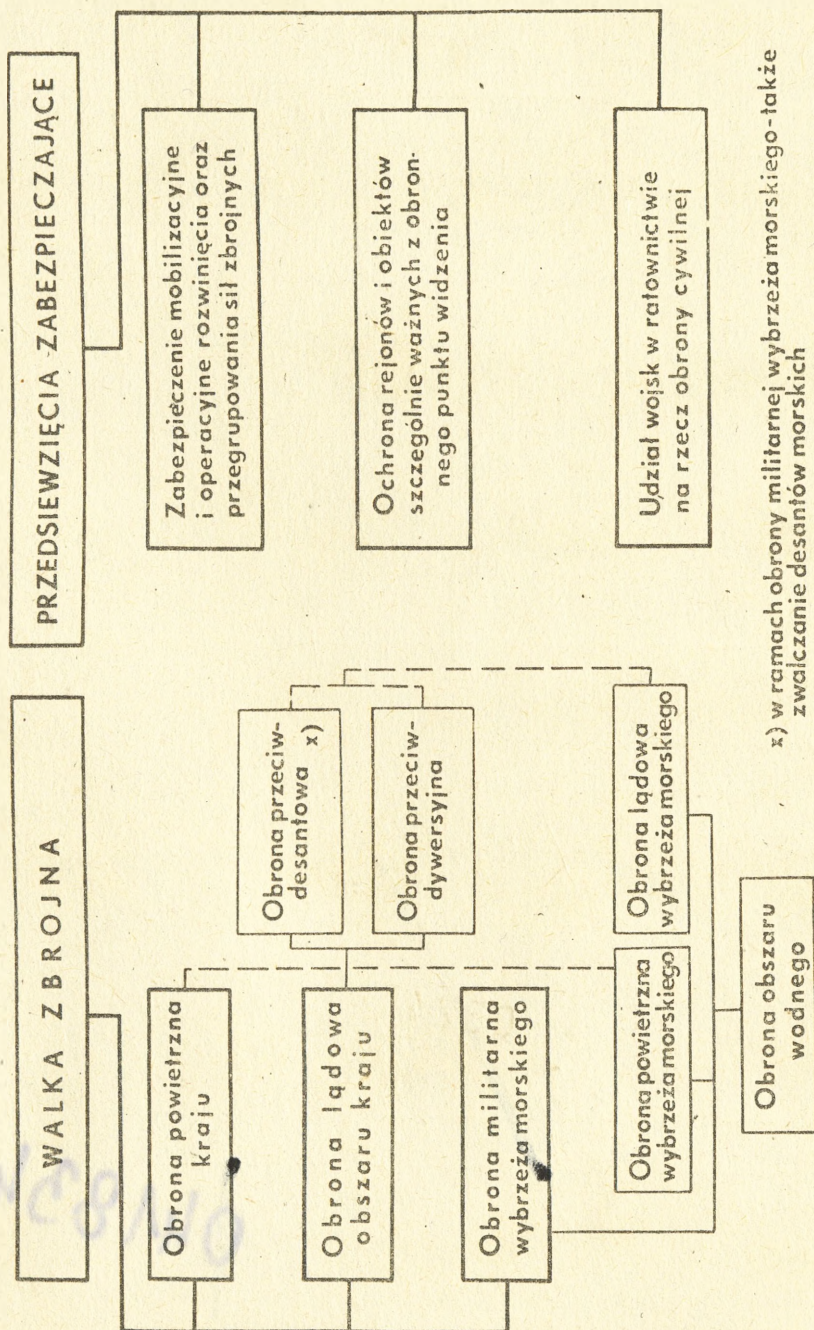 WALKA ZBROJNA
Obrona powietrzna
kraju
Obrona lądowa
obszaru kraju
Obrona przeciw-
desantowa x)
Obrona przeciw-
dywersyjna
Obrona militarna
wybrzeża morskiego
Obrona powietrzna
wybrzeża morskiego
Obrona lądowa
wybrzeża morskiego
Obrona obszaru
wodnego
PRZEDSIEWZIĘCIA ZABEZPIECZAJĄCE
Zabezpieczenie mobilizacyjne
i operacyjne rozwinięcia oraz
przegrupowania sił zbrojnych
Ochrona rejonów i obiektów
szczególnie ważnych z obron-
nego punktu widzenia
Udział wojsk w ratownictwie
na rzecz obrony cywilnej
x) w ramach obrony militarnej wybrzeża morskiego-także
zwalczanie desantów morskich